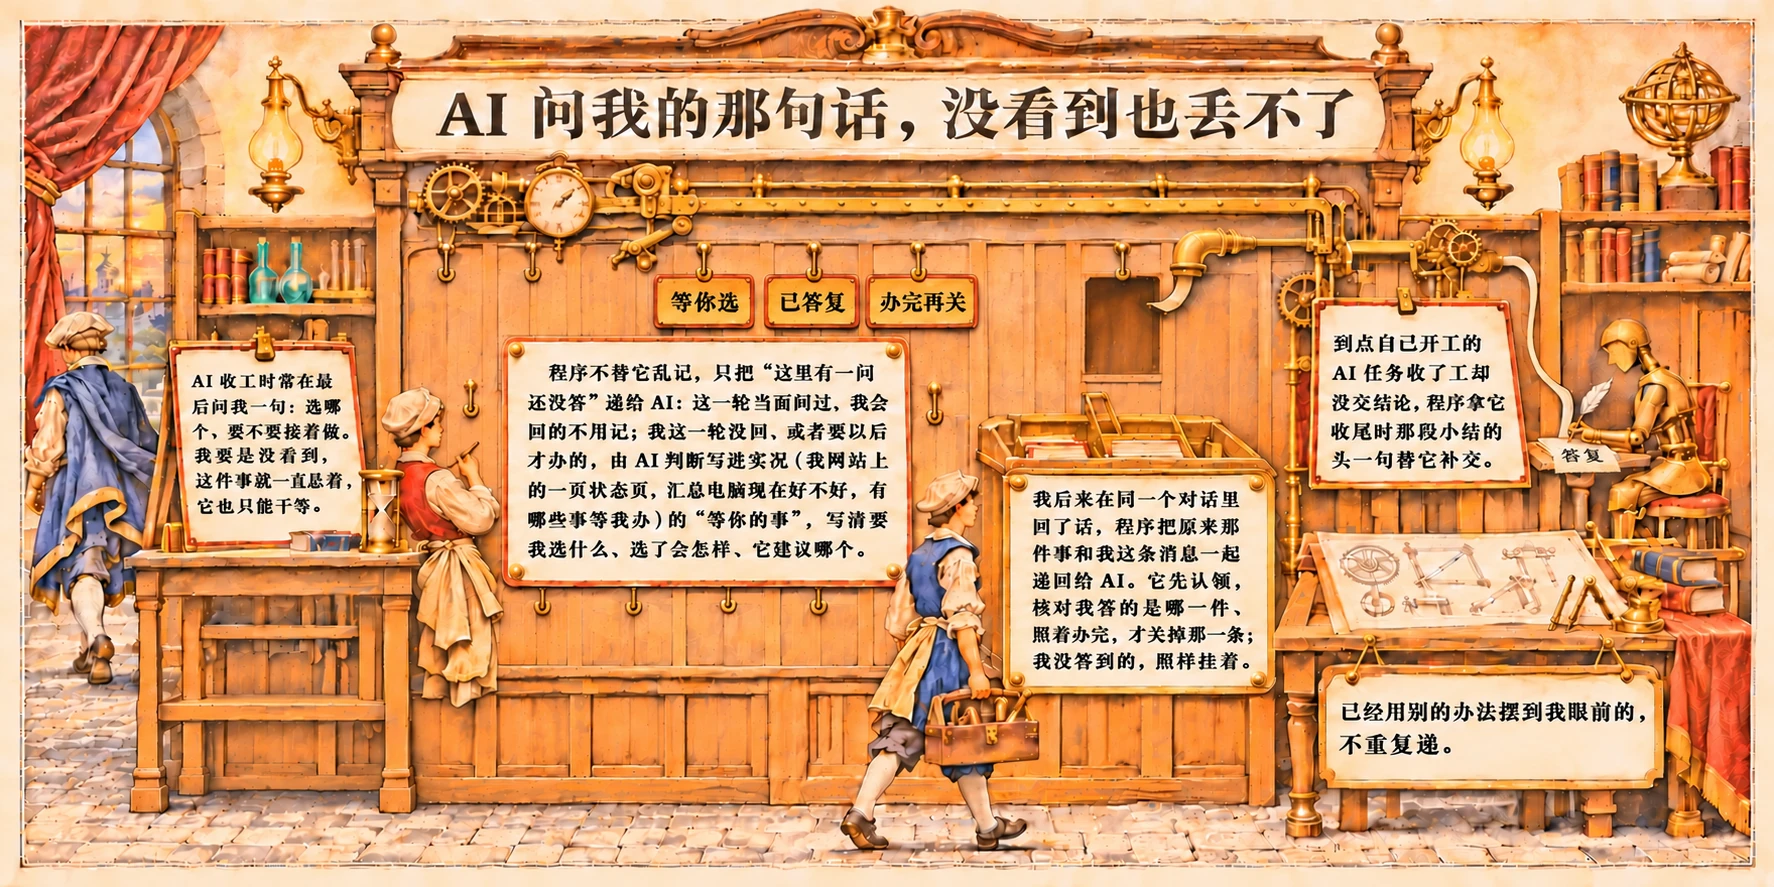 AI 问我的那句话，没看到也丢不了
等你选
已答复
办完再关
AI 收工时常在最
后问我一句：选哪
个、要不要接着做。
我要是没看到，
这件事就一直悬着，
它也只能干等。
程序不替它乱记，只把“这里有一问
还没答”递给 AI：这一轮当面问过，我会
回的不用记；我这一轮没回、或者要以后
才办的，由 AI 判断写进实况（我网站上
的一页状态页，汇总电脑现在好不好，有
哪些事等我办）的“等你的事”，写清要
我选什么、选了会怎样、它建议哪个。
我后来在同一个对话里
回了话，程序把原来那
件事和我这条消息一起
递回给 AI。它先认领，
核对我答的是哪一件、
照着办完，才关掉那一条；
我没答到的，照样挂着。
到点自己开工的
AI 任务收了工却
没交结论，程序拿它
收尾时那段小结的
头一句替它补交。
答复
已经用别的办法摆到我眼前的，
不重复递。